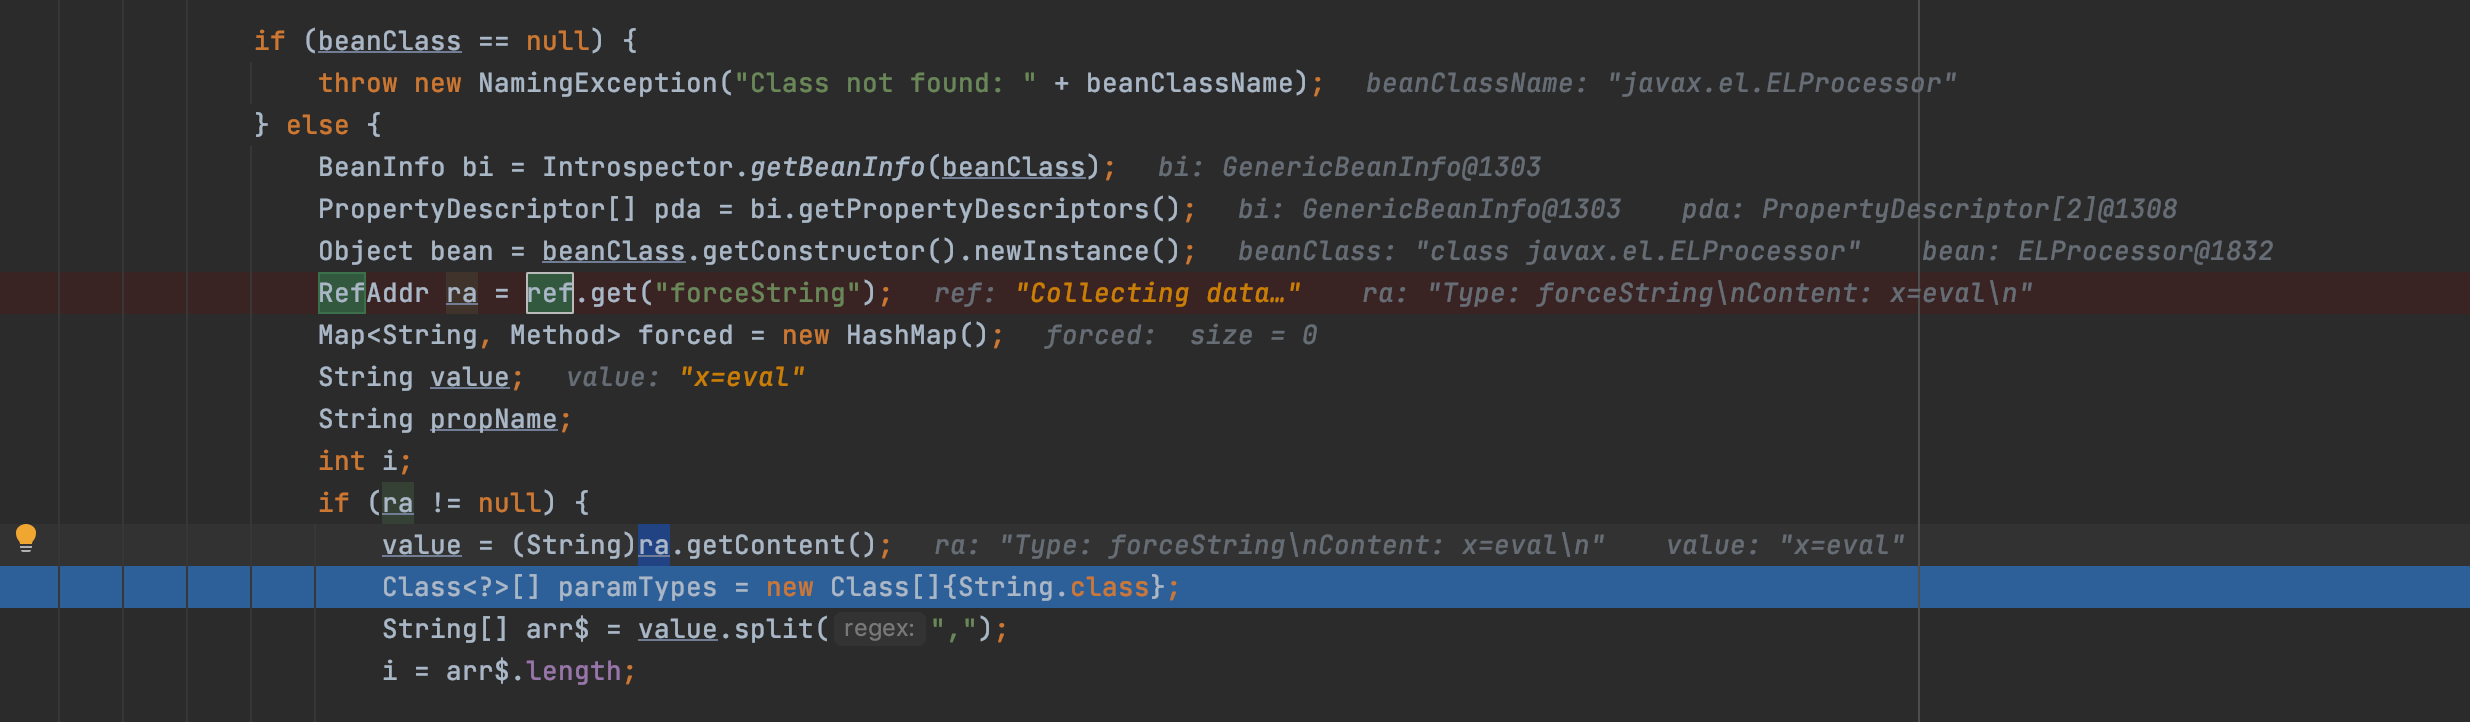 if (beanClass == null) {
throw new NamingException("Class not found: " + beanClassName); beanClassName: "javax.el.ELProcessor"
} else {
BeanInfo bi = Introspector.getBeanInfo(beanClass); bi: GenericBeanInfo@1303
PropertyDescriptor[] pda = bi.getPropertyDescriptors(); bi: GenericBeanInfo@1303 pda: PropertyDescriptor[2]@1308
Object bean = beanClass.getConstructor().newInstance(); beanClass: "class javax.el.ELProcessor" bean: ELProcessor@1832
RefAddr ra = ref.get("forceString"); ref: "Collecting data…" ra: "Type: forceString\nContent: x=eval\n"
Map<String, Method> forced = new HashMap(); forced: size = 0
String value; value: "x=eval"
String propName;
int i;
if (ra != null) {
value = (String)ra.getContent(); ra: "Type: forceString\nContent: x=eval\n" value: "x=eval"
Class<?>[] paramTypes = new Class[]{String.class};
String[] arr$ = value.split( regex: ",");
i = arr$.length;